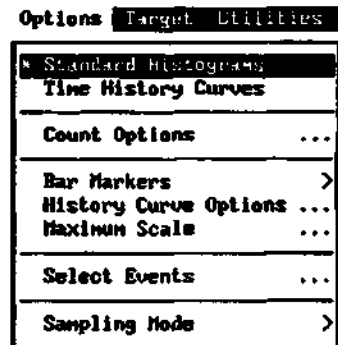 Options Target Utilities
* Standard Histograms
Time History Curves
Count Options ...
Bar Markers >
History Curve Options ...
Maximum Scale ...
Select Events ...
Sampling Mode >